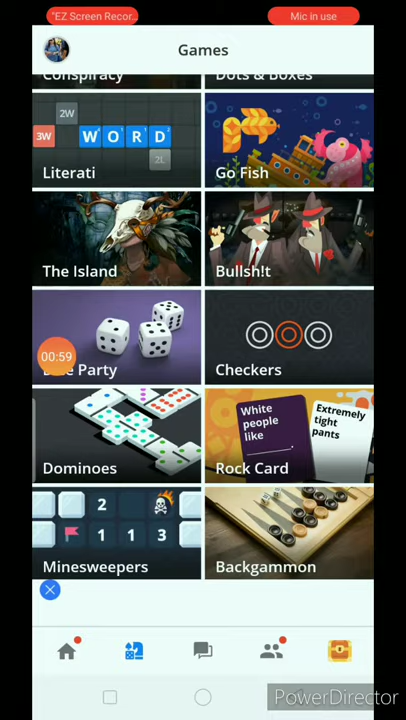 "EZ Screen Recor...
Mic in use
Games
Conspiracy
Dots & Boxes
2W
3W
W O R D
2L
Literati
Go Fish
The Island
Bullsh!t
00:59
Party
Checkers
White
people
like
Extremely
tight
pants
Dominoes
Rock Card
2
1 1 3
Minesweepers
Backgammon
PowerDirector